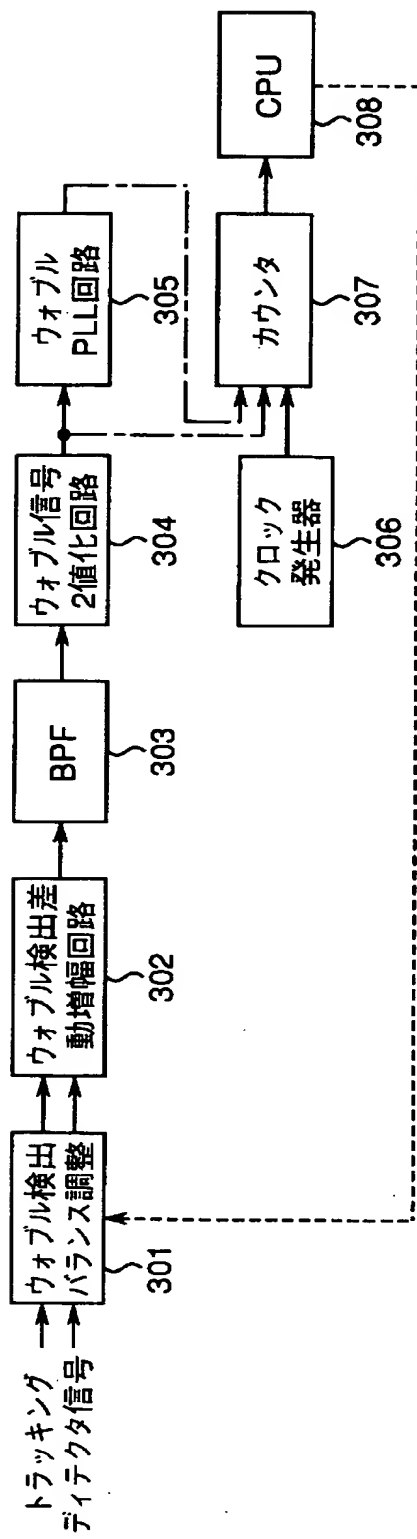 トラッキング
ディテクタ信号
ウォブル検出
バランス調整
301
ウォブル検出差
動増幅回路
302
BPF
303
ウォブル信号
2値化回路
304
ウォブル
PLL回路
305
クロック
発生器
306
カウンタ
307
CPU
308